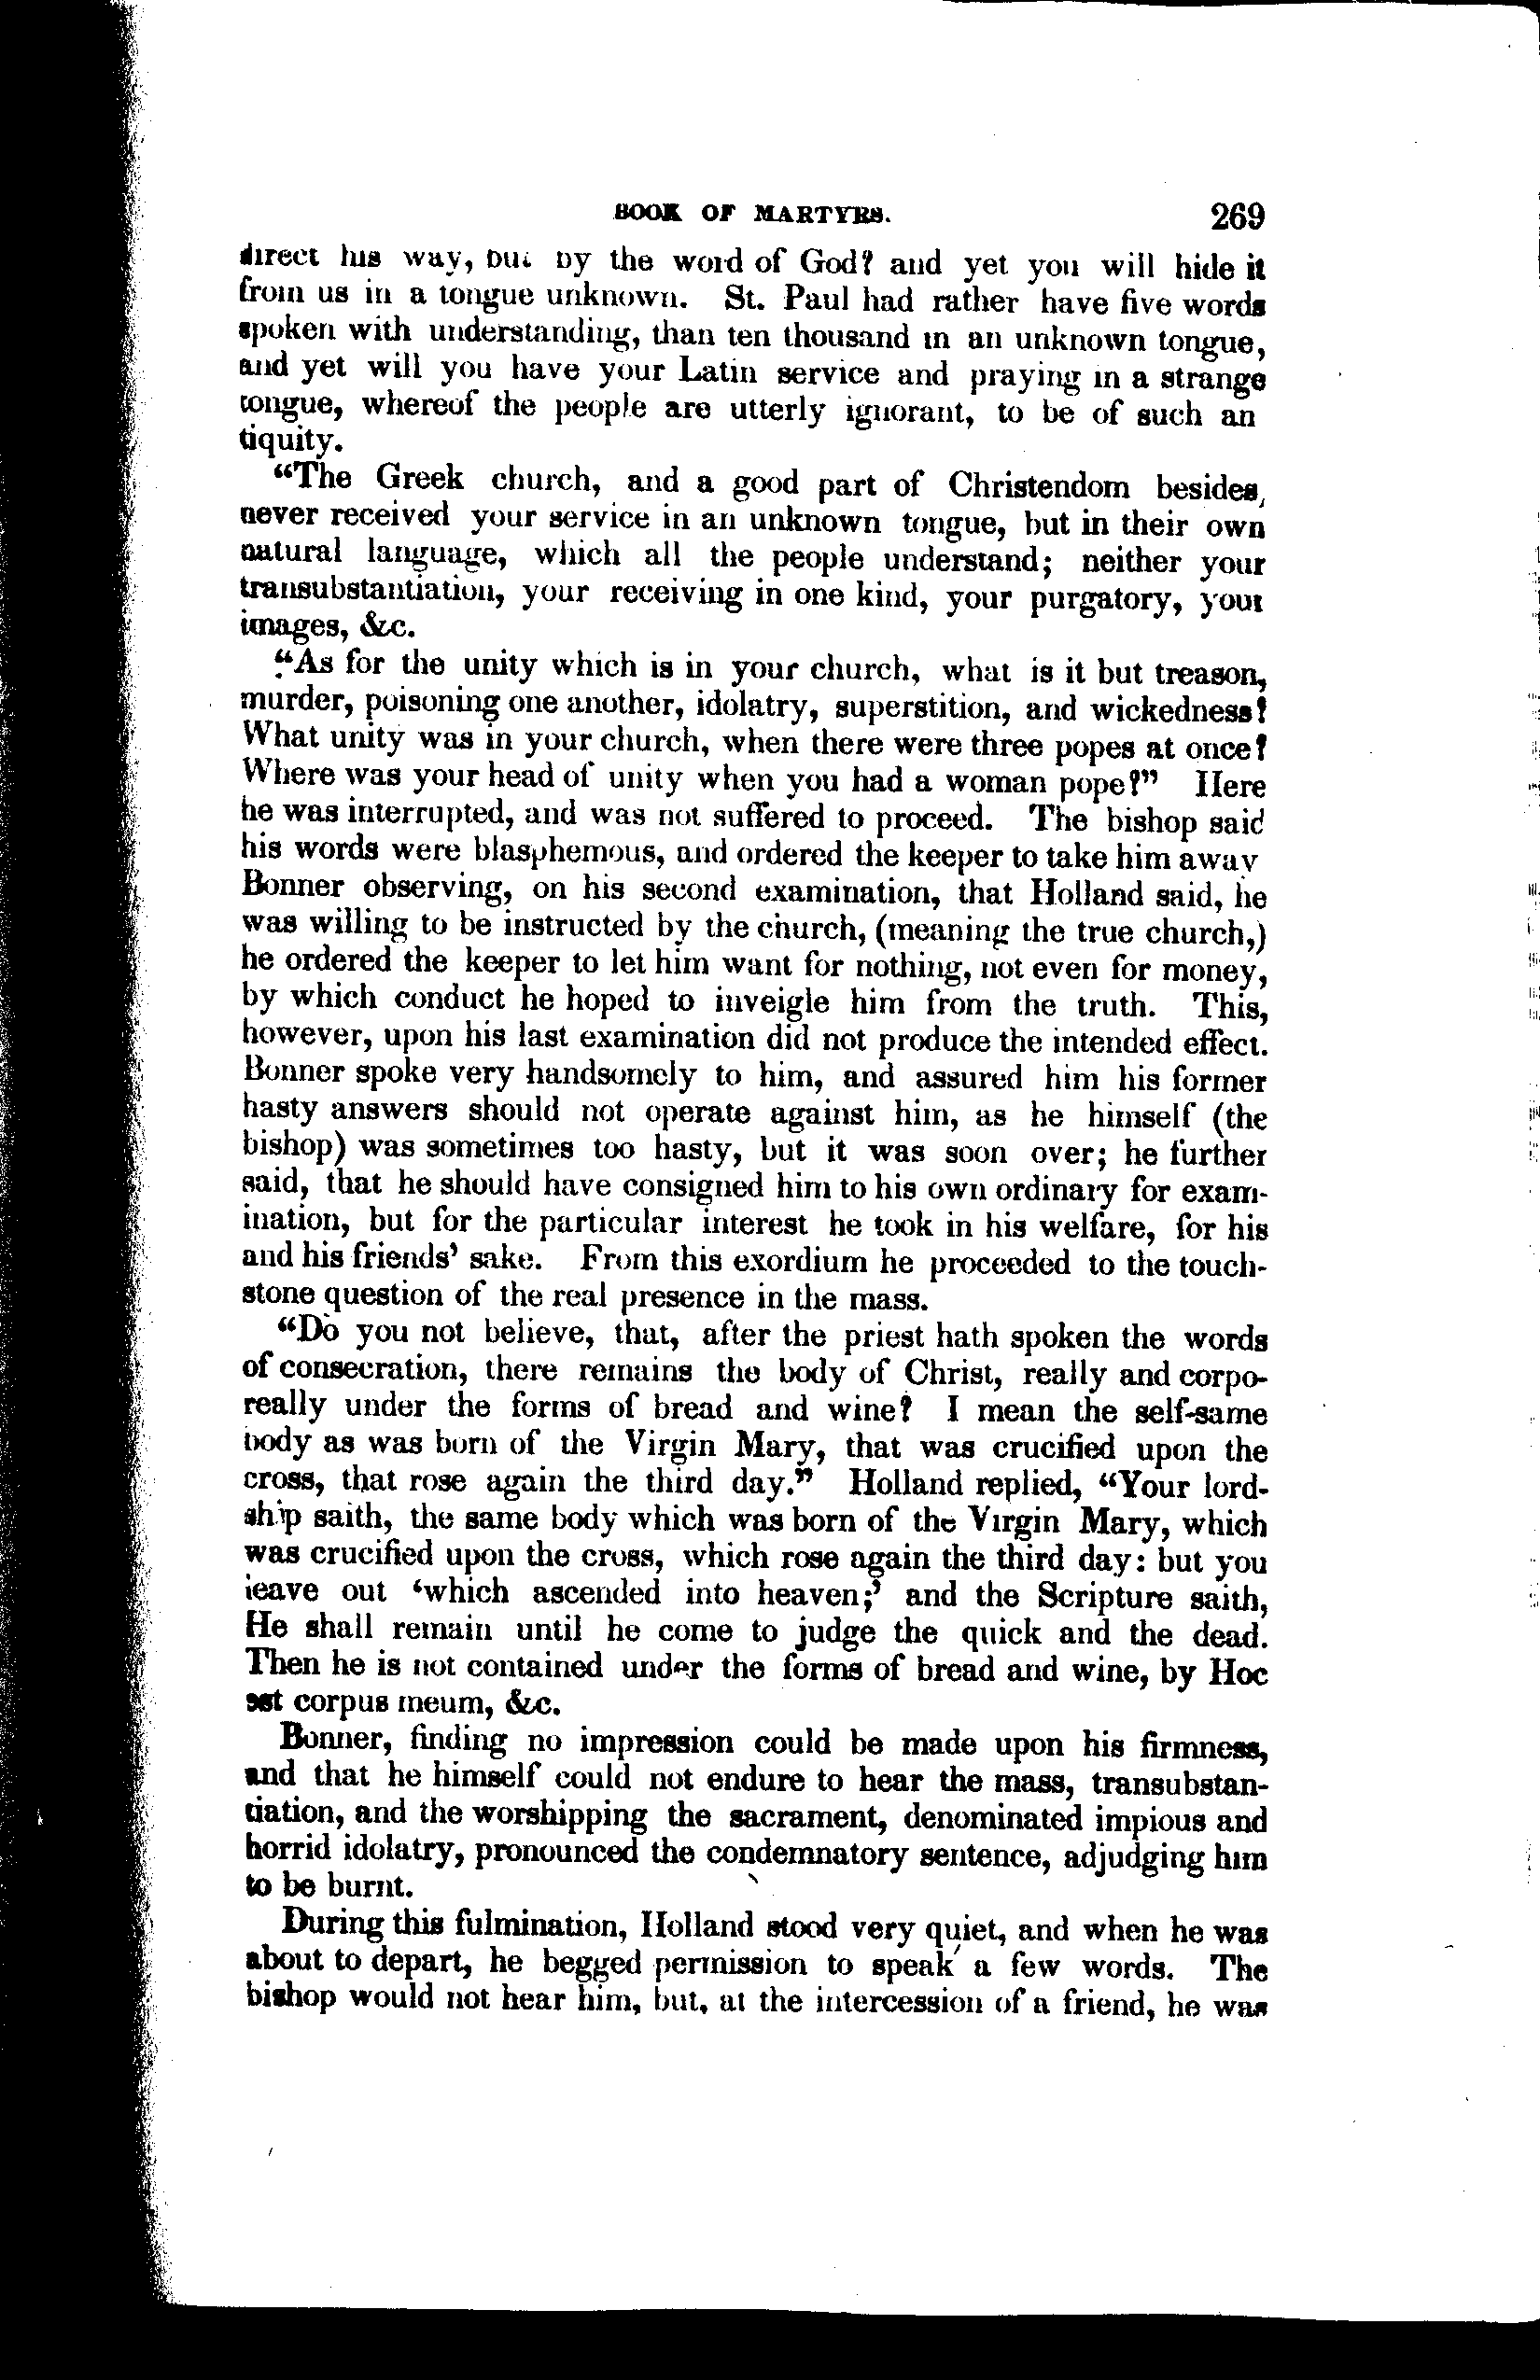 BOOK OF MARTYRS. 269
direct his way, but by the word of God? and yet you will hide it
from us in a tongue unknown. St. Paul had rather have five words
spoken with understanding, than ten thousand in an unknown tongue,
and yet will you have your Latin service and praying in a strange
tongue, whereof the people are utterly ignorant, to be of such an
tiquity.
"The Greek church, and a good part of Christendom besides,
never received your service in an unknown tongue, but in their own
natural language, which all the people understand; neither your
transubstantiation, your receiving in one kind, your purgatory, your
images, &c.
"As for the unity which is in your church, what is it but treason,
murder, poisoning one another, idolatry, superstition, and wickedness?
What unity was in your church, when there were three popes at once?
Where was your head of unity when you had a woman pope?" Here
he was interrupted, and was not suffered to proceed. The bishop said
his words were blasphemous, and ordered the keeper to take him away
Bonner observing, on his second examination, that Holland said, he
was willing to be instructed by the church, (meaning the true church,)
he ordered the keeper to let him want for nothing, not even for money,
by which conduct he hoped to inveigle him from the truth. This,
however, upon his last examination did not produce the intended effect.
Bonner spoke very handsomely to him, and assured him his former
hasty answers should not operate against him, as he himself (the
bishop) was sometimes too hasty, but it was soon over; he further
said, that he should have consigned him to his own ordinary for exam-
ination, but for the particular interest he took in his welfare, for his
and his friends' sake. From this exordium he proceeded to the touch-
stone question of the real presence in the mass.
"Do you not believe, that, after the priest hath spoken the words
of consecration, there remains the body of Christ, really and corpo-
really under the forms of bread and wine? I mean the self-same
body as was born of the Virgin Mary, that was crucified upon the
cross, that rose again the third day." Holland replied, "Your lord-
ship saith, the same body which was born of the Virgin Mary, which
was crucified upon the cross, which rose again the third day: but you
leave out 'which ascended into heaven;' and the Scripture saith,
He shall remain until he come to judge the quick and the dead.
Then he is not contained under the forms of bread and wine, by Hoc
est corpus meum, &c.
Bonner, finding no impression could be made upon his firmness,
and that he himself could not endure to hear the mass, transubstan-
tiation, and the worshipping the sacrament, denominated impious and
horrid idolatry, pronounced the condemnatory sentence, adjudging him
to be burnt.
During this fulmination, Holland stood very quiet, and when he was
about to depart, he begged permission to speak a few words. The
bishop would not hear him, but, at the intercession of a friend, he was